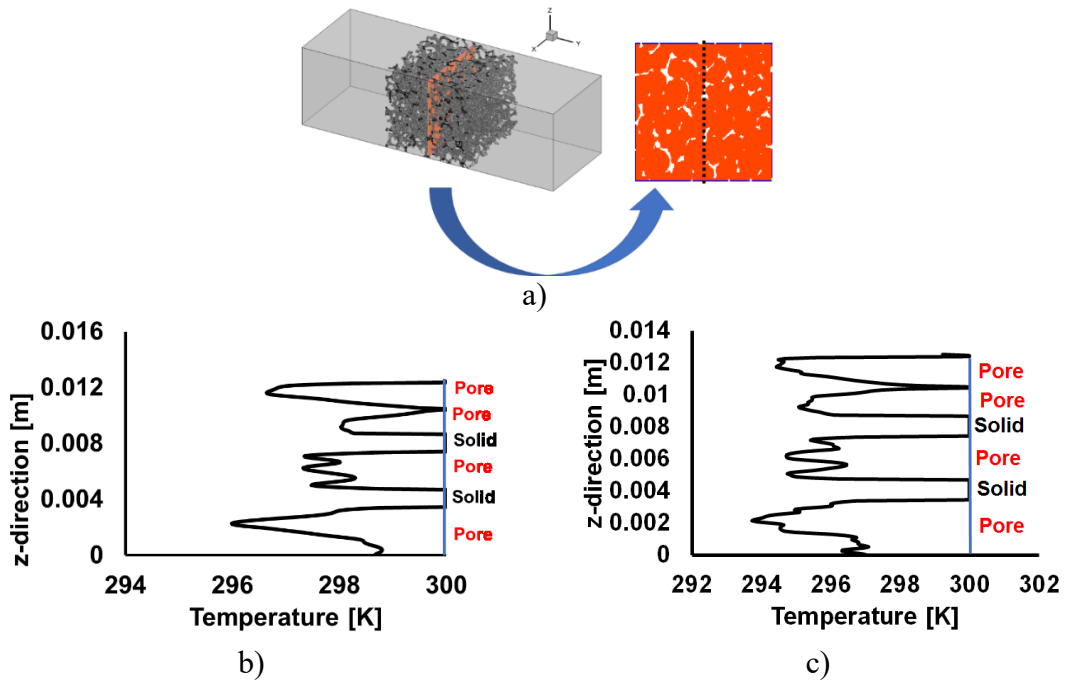 Z
X
Y
a)
0.016
0.012
0.008
0.004
0
z-direction [m]
Pore
Pore
Solid
Pore
Solid
Pore
294
296
298
300
Temperature [K]
b)
0.014
0.012
0.01
0.008
0.006
0.004
0.002
0
z-direction [m]
Pore
Pore
Solid
Pore
Solid
Pore
292
294
296
298
300
302
Temperature [K]
c)